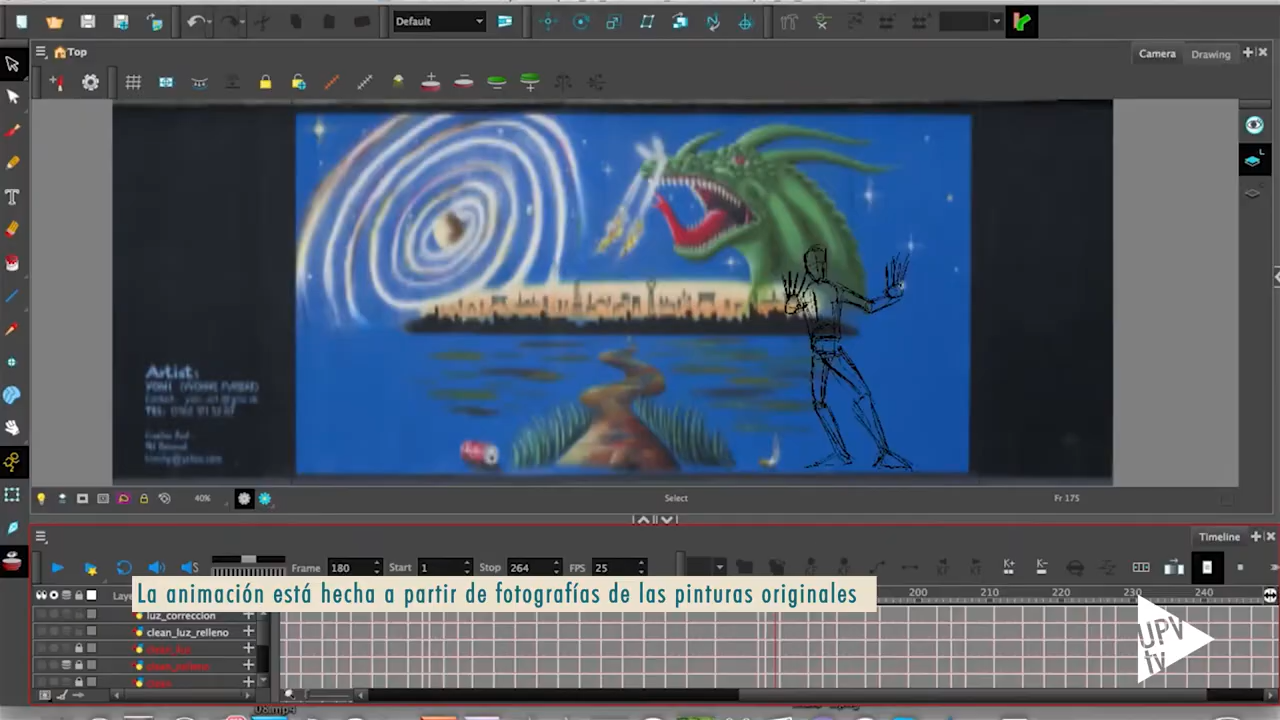 Default
Top
Camera
Drawing
Artist:
40%
Select
Fr 175
Timeline
Frame 180 Start 1 Stop 264 FPS 25
La animación está hecha a partir de fotografías de las pinturas originales
200 210 220 230 240
luz_correccion
clean_luz_relleno
UPV
tv
08.mp4